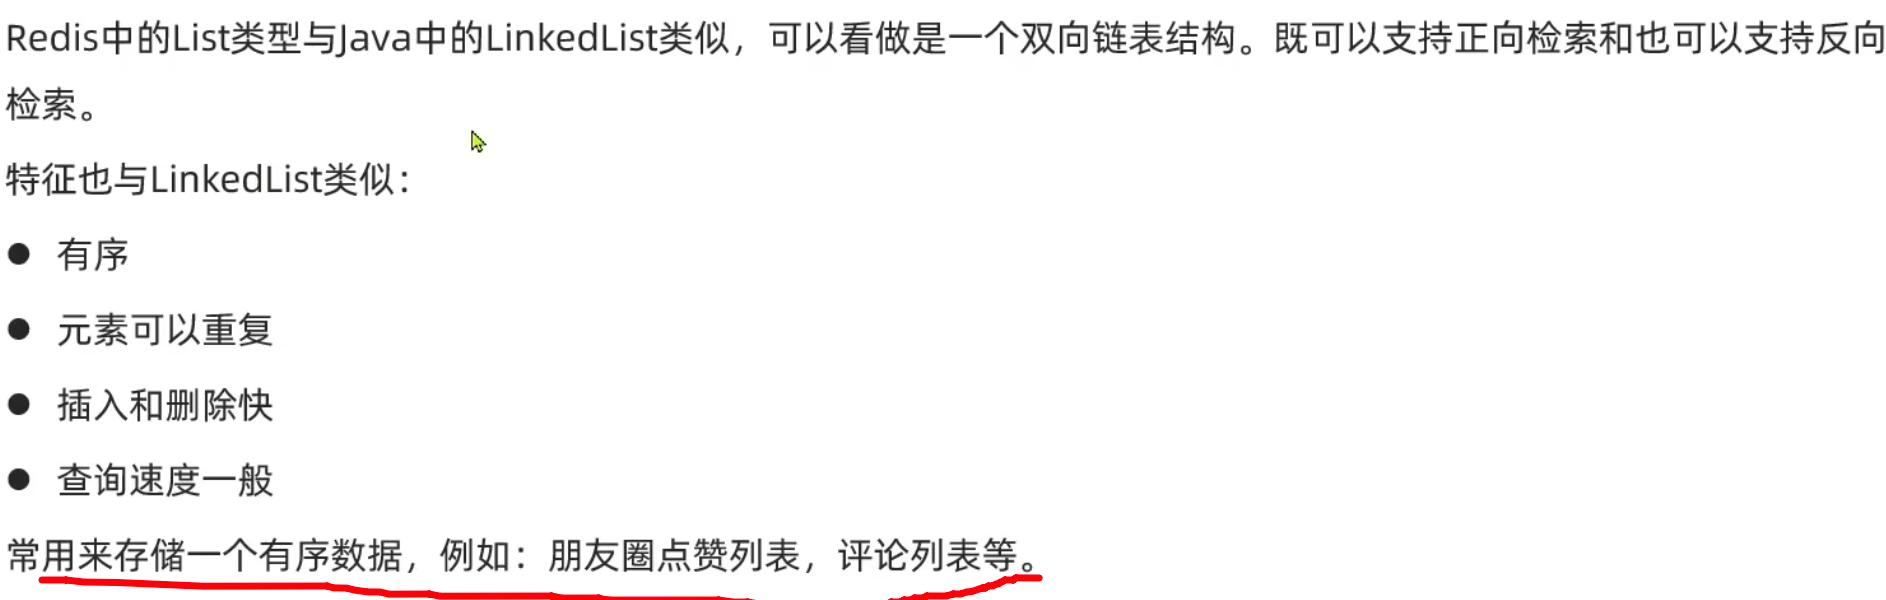 Redis中的List类型与Java中的LinkedList类似，可以看做是一个双向链表结构。既可以支持正向检索和也可以支持反向
检索。
特征也与LinkedList类似：
● 有序
● 元素可以重复
● 插入和删除快
● 查询速度一般
常用来存储一个有序数据，例如：朋友圈点赞列表，评论列表等。